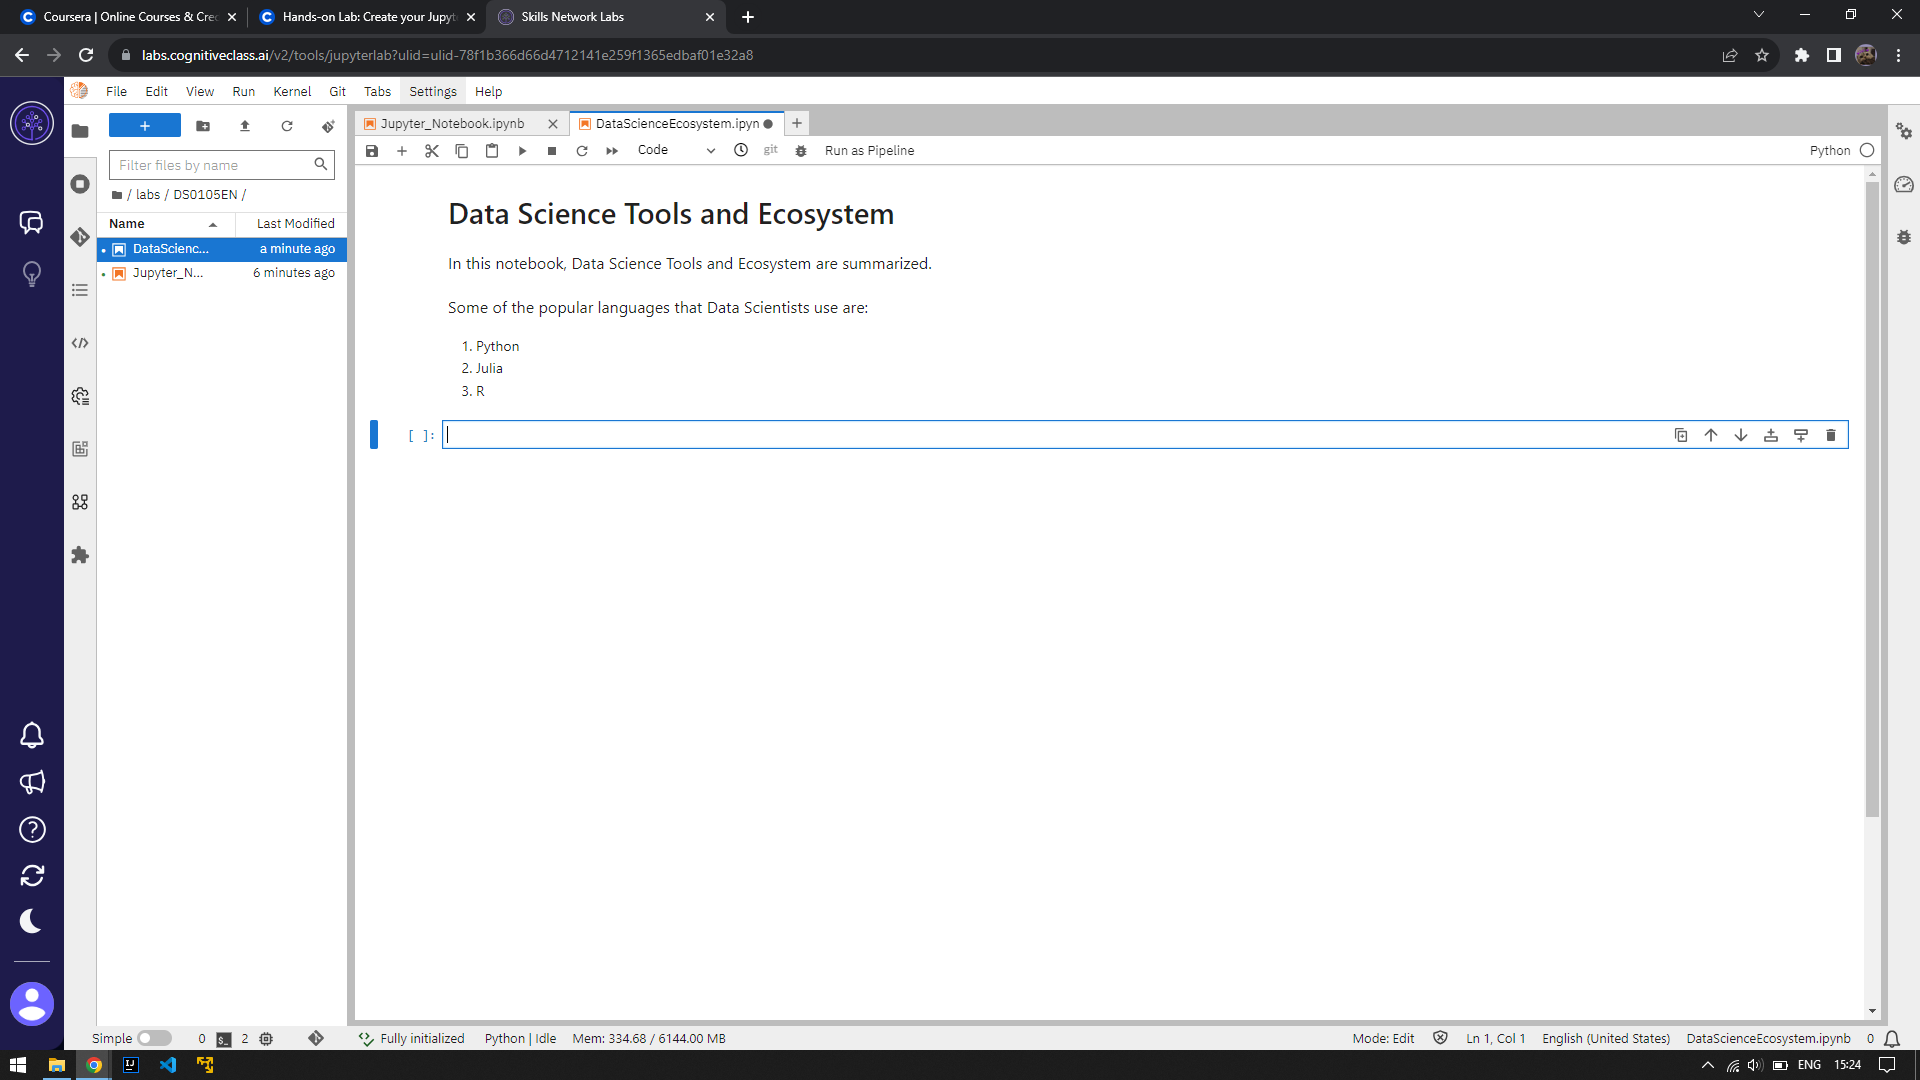 Coursera | Online Courses & Cre
Hands-on Lab: Create your Jupyt
Skills Network Labs
labs.cognitiveclass.ai/v2/tools/jupyterlab?ulid=ulid-78f1b366d66d4712141e259f1365edbaf01e32a8
File Edit View Run Kernel Git Tabs Settings Help
Jupyter_Notebook.ipynb
DataScienceEcosystem.ipyn
Filter files by name
Code
git
Run as Pipeline
Python
/ labs / DS0105EN /
Name
Last Modified
DataScienc...
a minute ago
Jupyter_N...
6 minutes ago
Data Science Tools and Ecosystem
In this notebook, Data Science Tools and Ecosystem are summarized.
Some of the popular languages that Data Scientists use are:
1. Python
2. Julia
3. R
[ ]:
Simple
0
$_
2
Fully initialized
Python | Idle
Mem: 334.68 / 6144.00 MB
Mode: Edit
Ln 1, Col 1
English (United States)
DataScienceEcosystem.ipynb
0
IJ
ENG
15:24